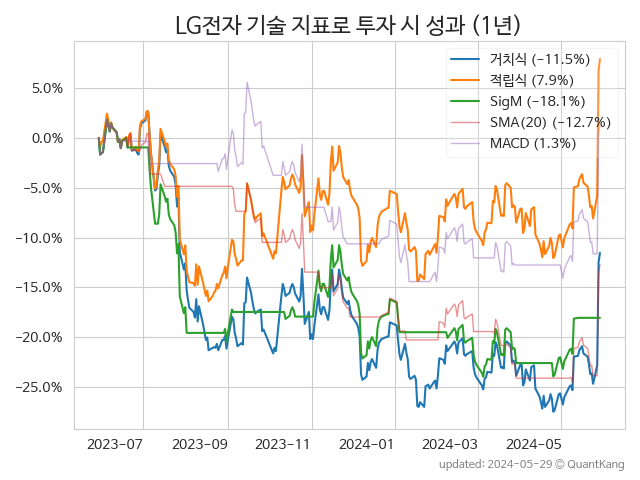 LG전자 기술 지표로 투자 시 성과 (1년)
거치식 (−11.5%)
적립식 (7.9%)
SigM (−18.1%)
SMA(20) (−12.7%)
MACD (1.3%)
5.0%
0.0%
−5.0%
−10.0%
−15.0%
−20.0%
−25.0%
2023−07 2023−09 2023−11 2024−01 2024−03 2024−05
updated: 2024-05-29 © QuantKang